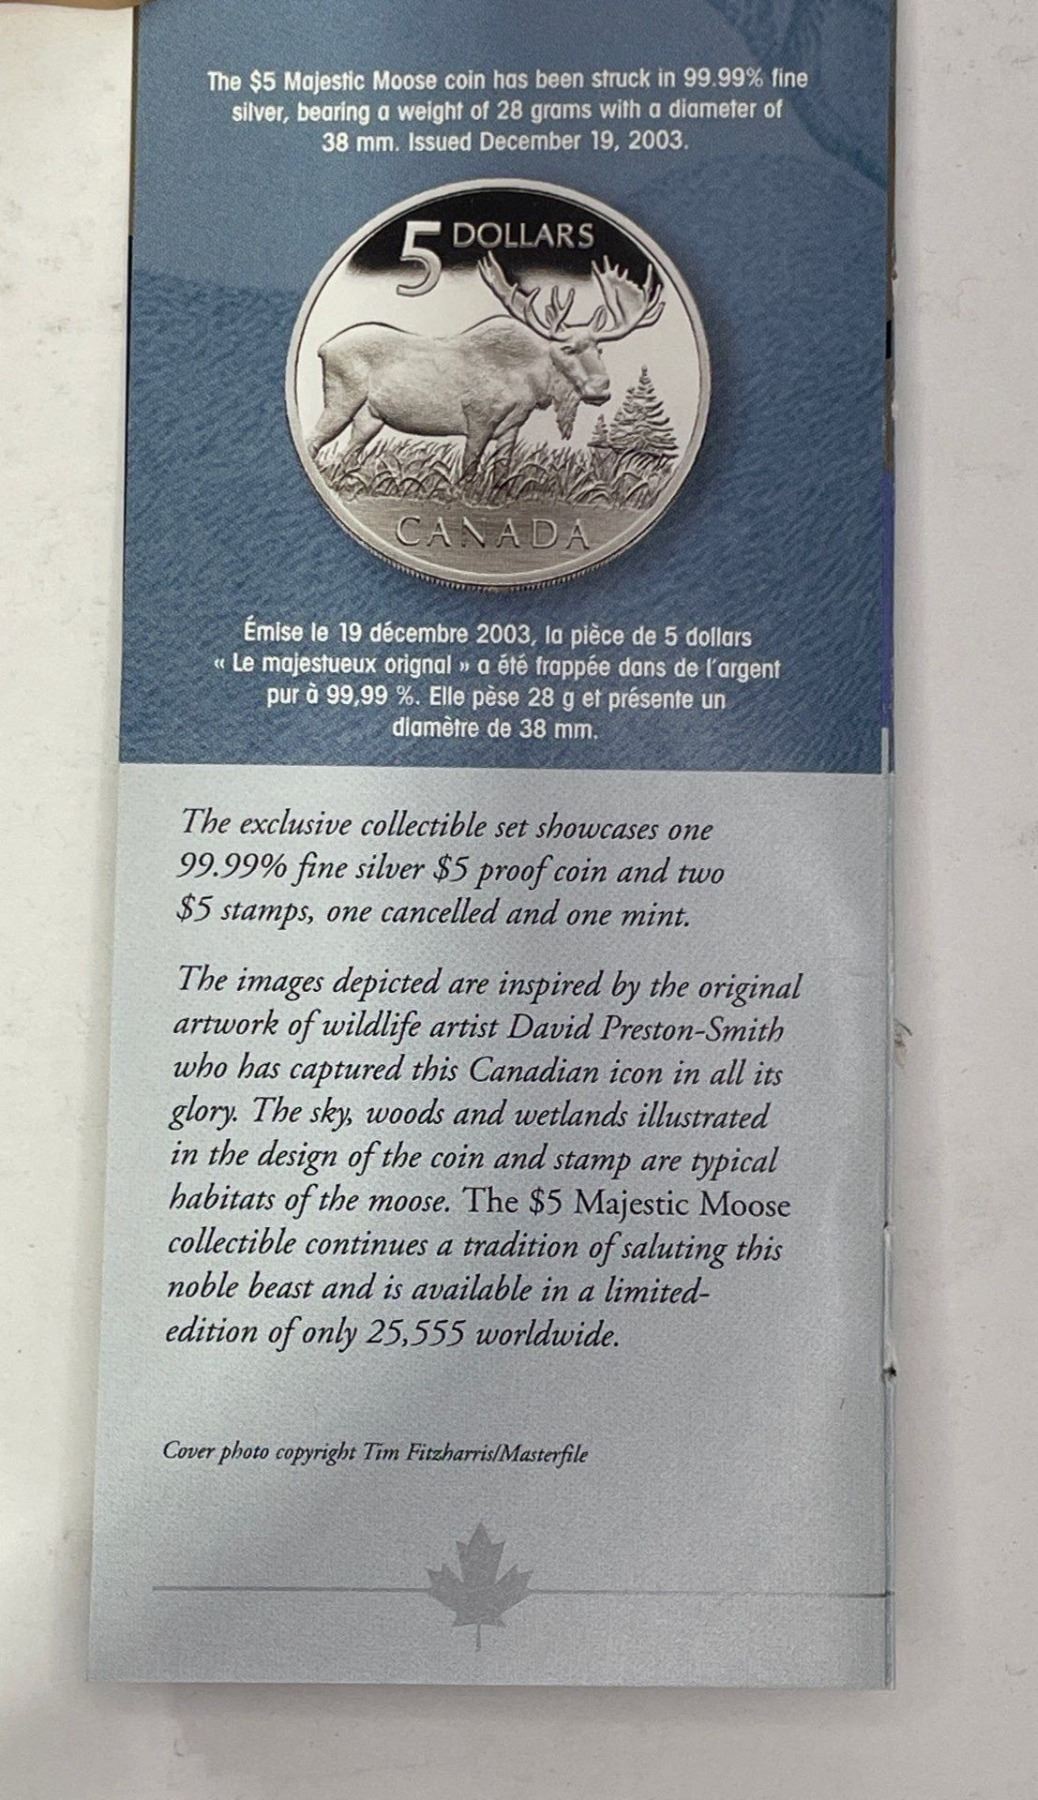 The $5 Majestic Moose coin has been struck in 99.99% fine
silver, bearing a weight of 28 grams with a diameter of
38 mm. Issued December 19, 2003.
5 DOLLARS
CANADA
Émise le 19 décembre 2003, la pièce de 5 dollars
« Le majestueux orignal » a été frappée dans de l'argent
pur à 99,99 %. Elle pèse 28 g et présente un
diamètre de 38 mm.
The exclusive collectible set showcases one
99.99% fine silver $5 proof coin and two
$5 stamps, one cancelled and one mint.
The images depicted are inspired by the original
artwork of wildlife artist David Preston-Smith
who has captured this Canadian icon in all its
glory. The sky, woods and wetlands illustrated
in the design of the coin and stamp are typical
habitats of the moose. The $5 Majestic Moose
collectible continues a tradition of saluting this
noble beast and is available in a limited-
edition of only 25,555 worldwide.
Cover photo copyright Tim Fitzharris/Masterfile